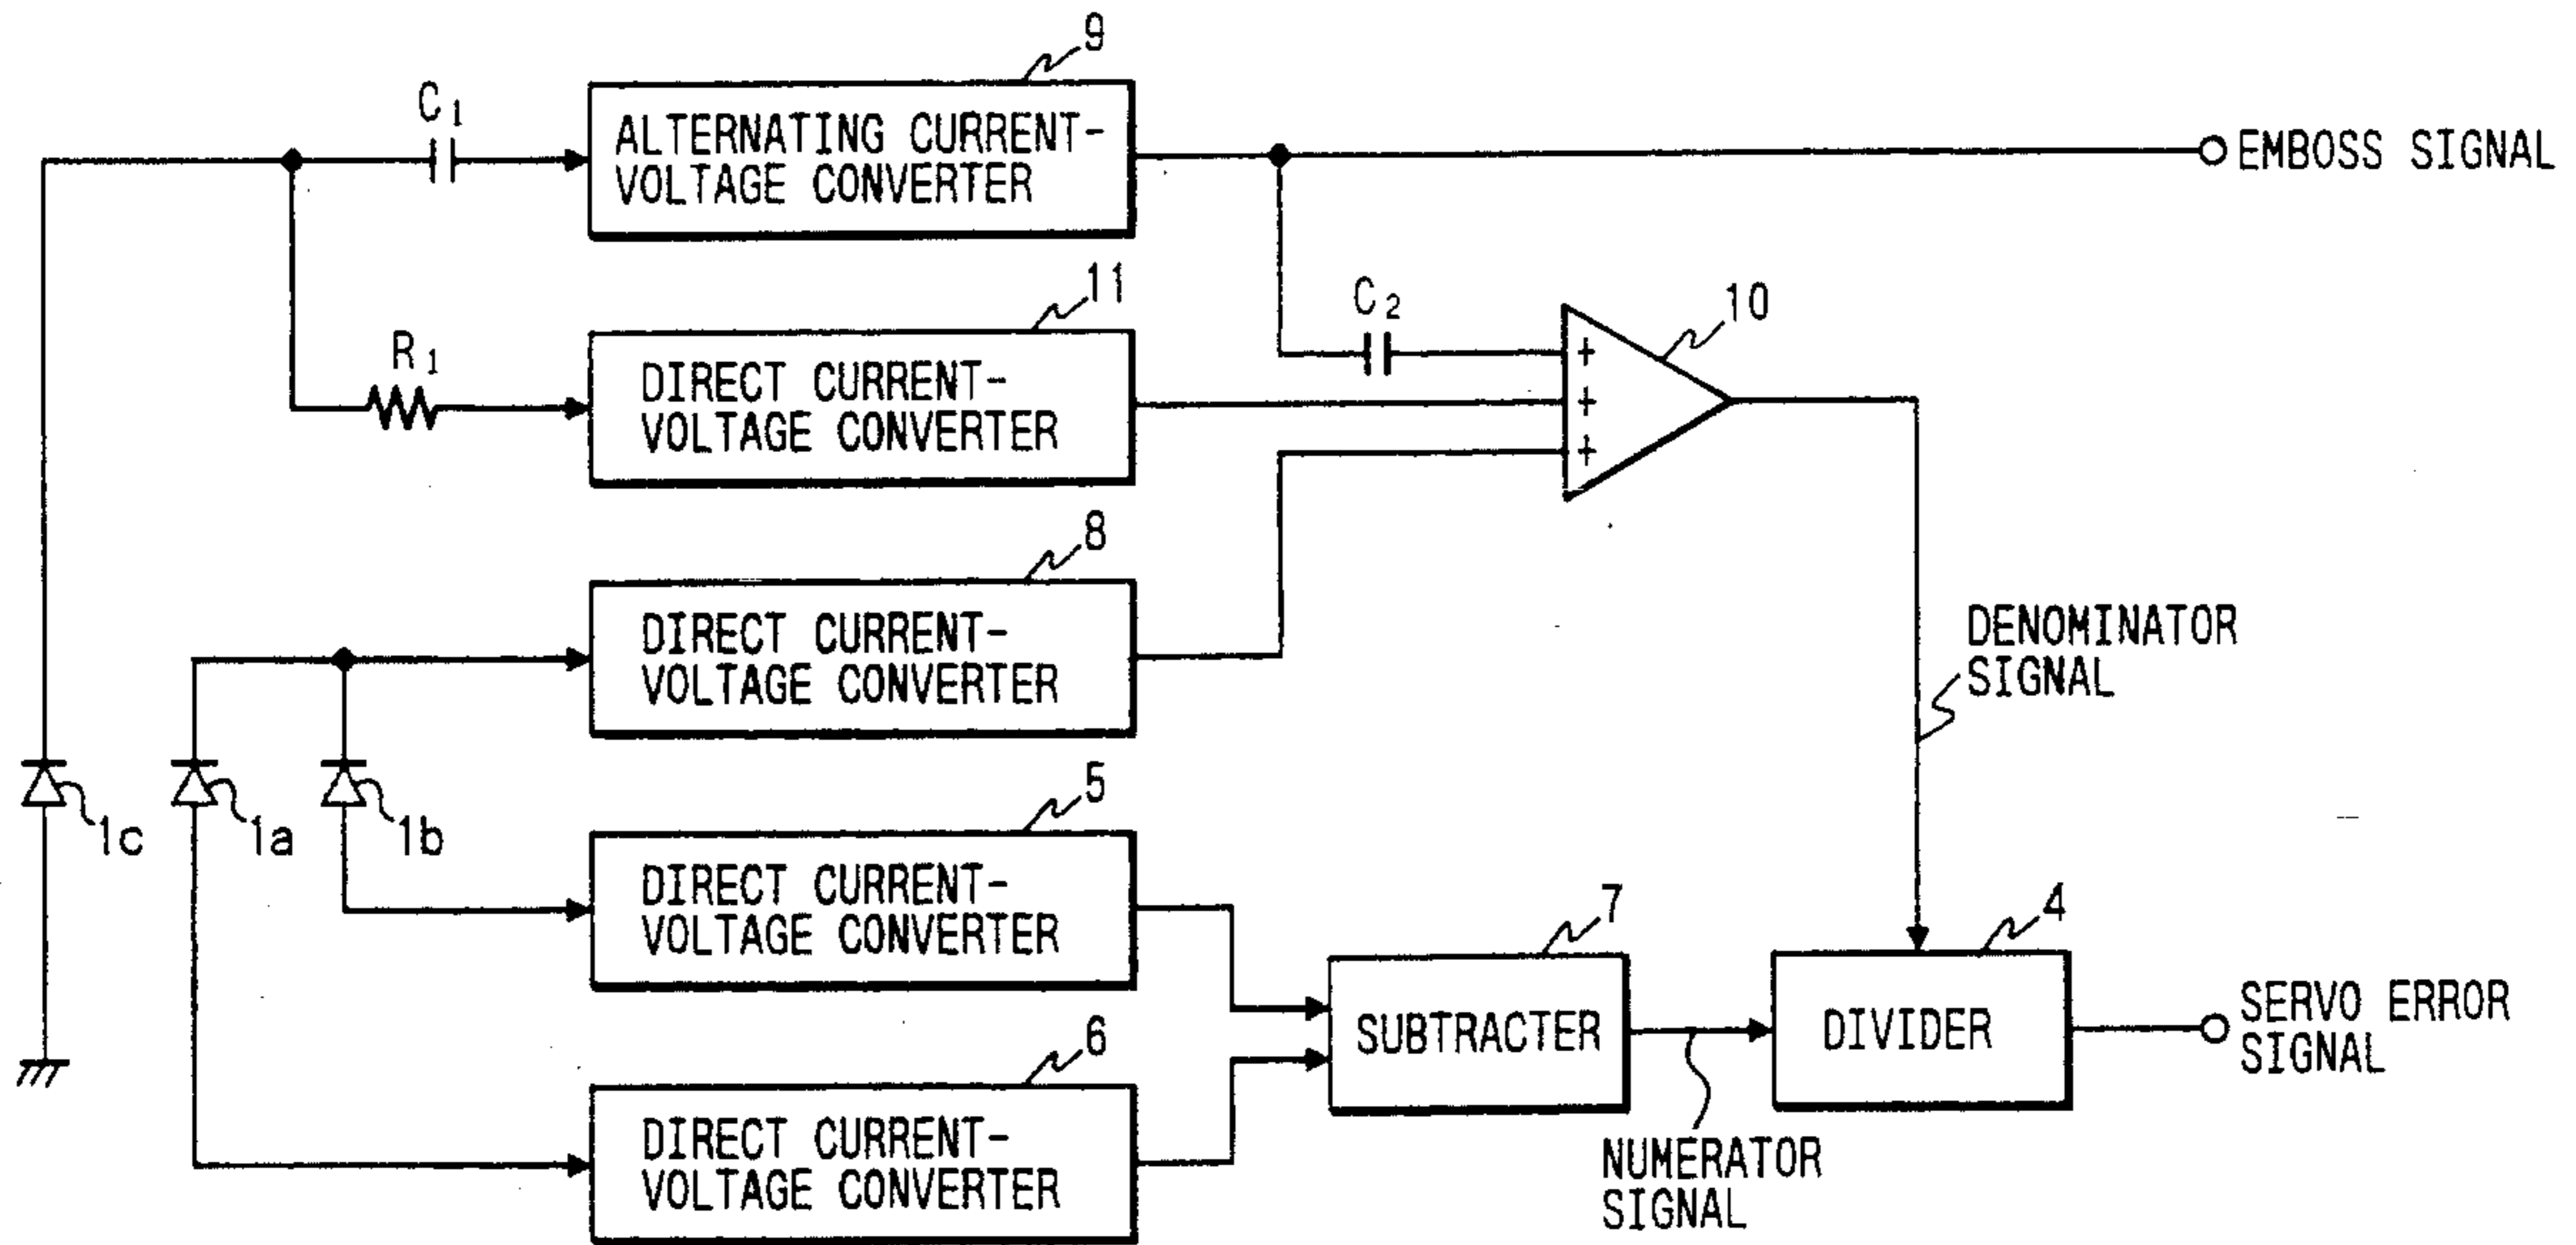 9
C1
ALTERNATING CURRENT-
VOLTAGE CONVERTER
EMBOSS SIGNAL
11
C2
10
R1
DIRECT CURRENT-
VOLTAGE CONVERTER
+
+
+
8
DIRECT CURRENT-
VOLTAGE CONVERTER
DENOMINATOR
SIGNAL
1c
1a
1b
5
DIRECT CURRENT-
VOLTAGE CONVERTER
7
4
SUBTRACTER
DIVIDER
SERVO ERROR
SIGNAL
6
DIRECT CURRENT-
VOLTAGE CONVERTER
NUMERATOR
SIGNAL